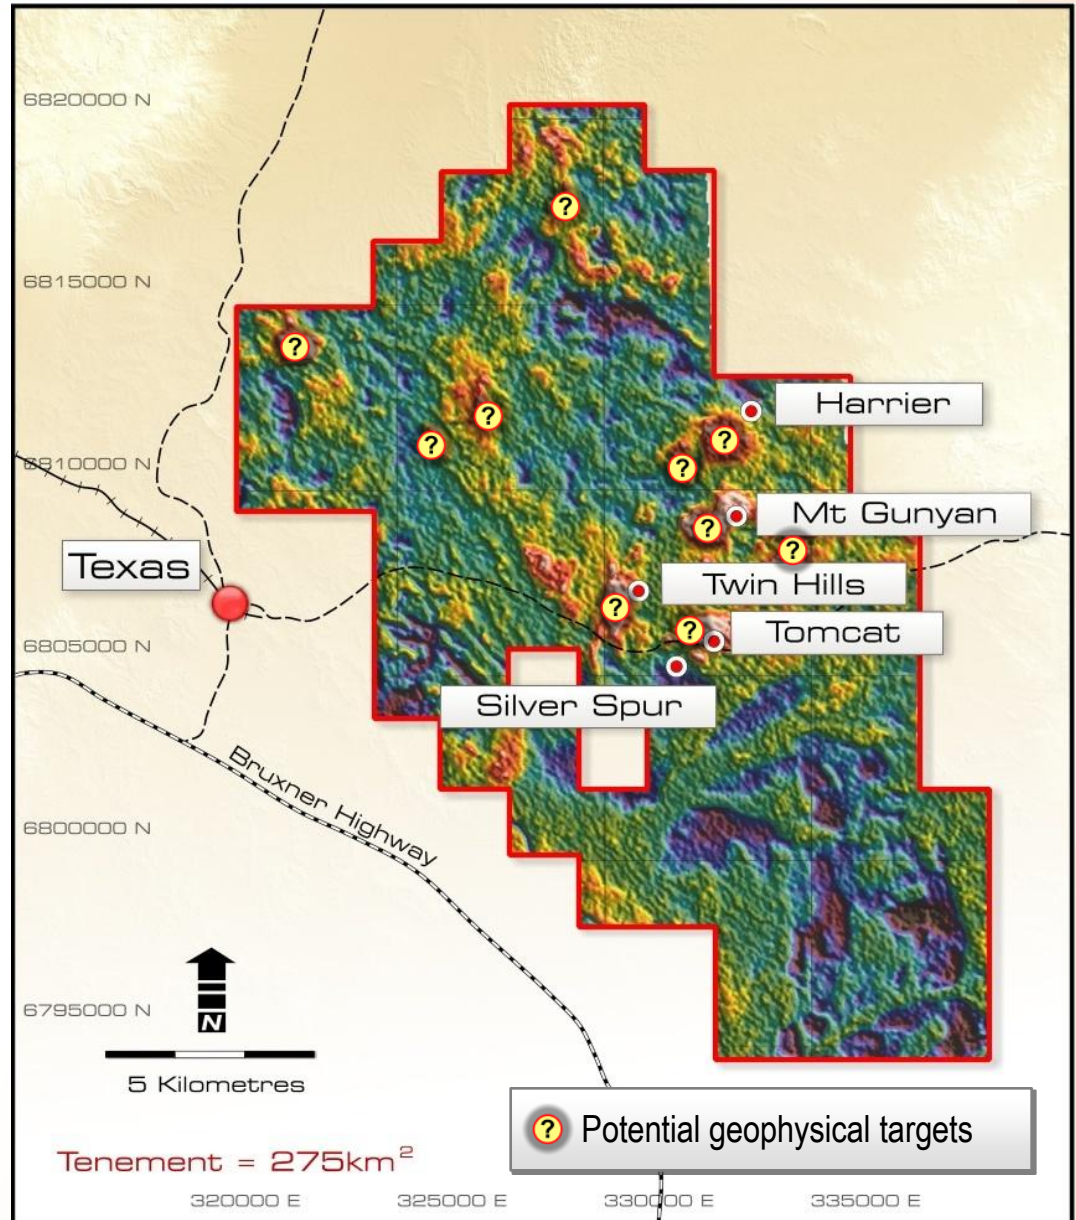 6820000 N
?
6815000 N
?
Harrier
?
?
?
6810000 N
?
Mt Gunyan
?
?
Texas
Twin Hills
?
Tomcat
?
6805000 N
Silver Spur
Bruxner Highway
6800000 N
6795000 N
N
5 Kilometres
? Potential geophysical targets
Tenement = 275km²
320000 E 325000 E 330000 E 335000 E